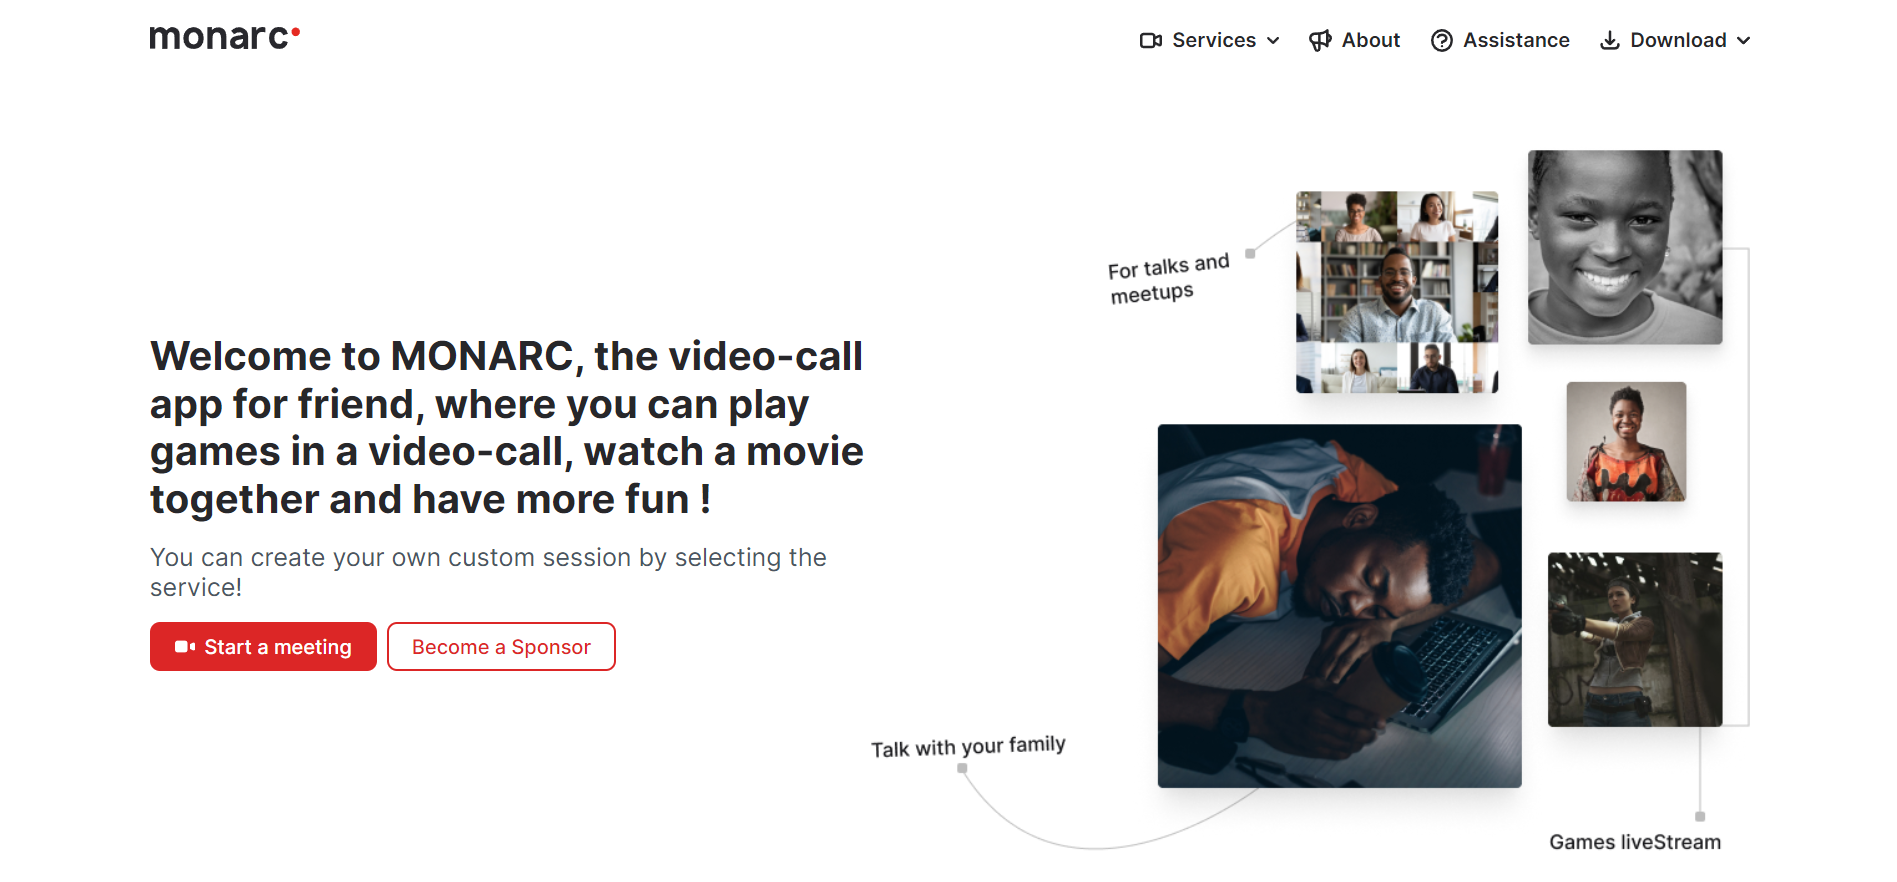 monarc
Services
About
Assistance
Download
For talks and
meetups
Welcome to MONARC, the video-call
app for friend, where you can play
games in a video-call, watch a movie
together and have more fun !
You can create your own custom session by selecting the
service!
Start a meeting
Become a Sponsor
Talk with your family
Games liveStream